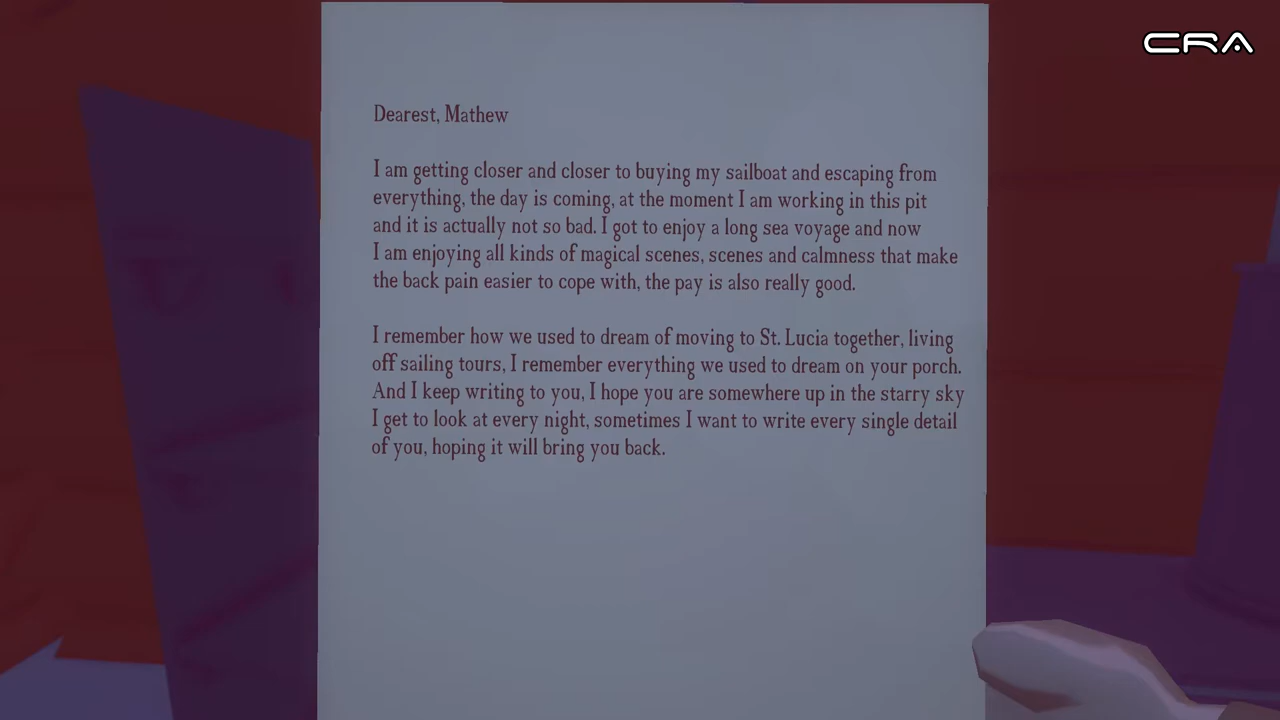 CRA
Dearest, Mathew
I am getting closer and closer to buying my sailboat and escaping from
everything, the day is coming, at the moment I am working in this pit
and it is actually not so bad. I got to enjoy a long sea voyage and now
I am enjoying all kinds of magical scenes, scenes and calmness that make
the back pain easier to cope with, the pay is also really good.
I remember how we used to dream of moving to St. Lucia together, living
off sailing tours, I remember everything we used to dream on your porch.
And I keep writing to you, I hope you are somewhere up in the starry sky
I get to look at every night, sometimes I want to write every single detail
of you, hoping it will bring you back.